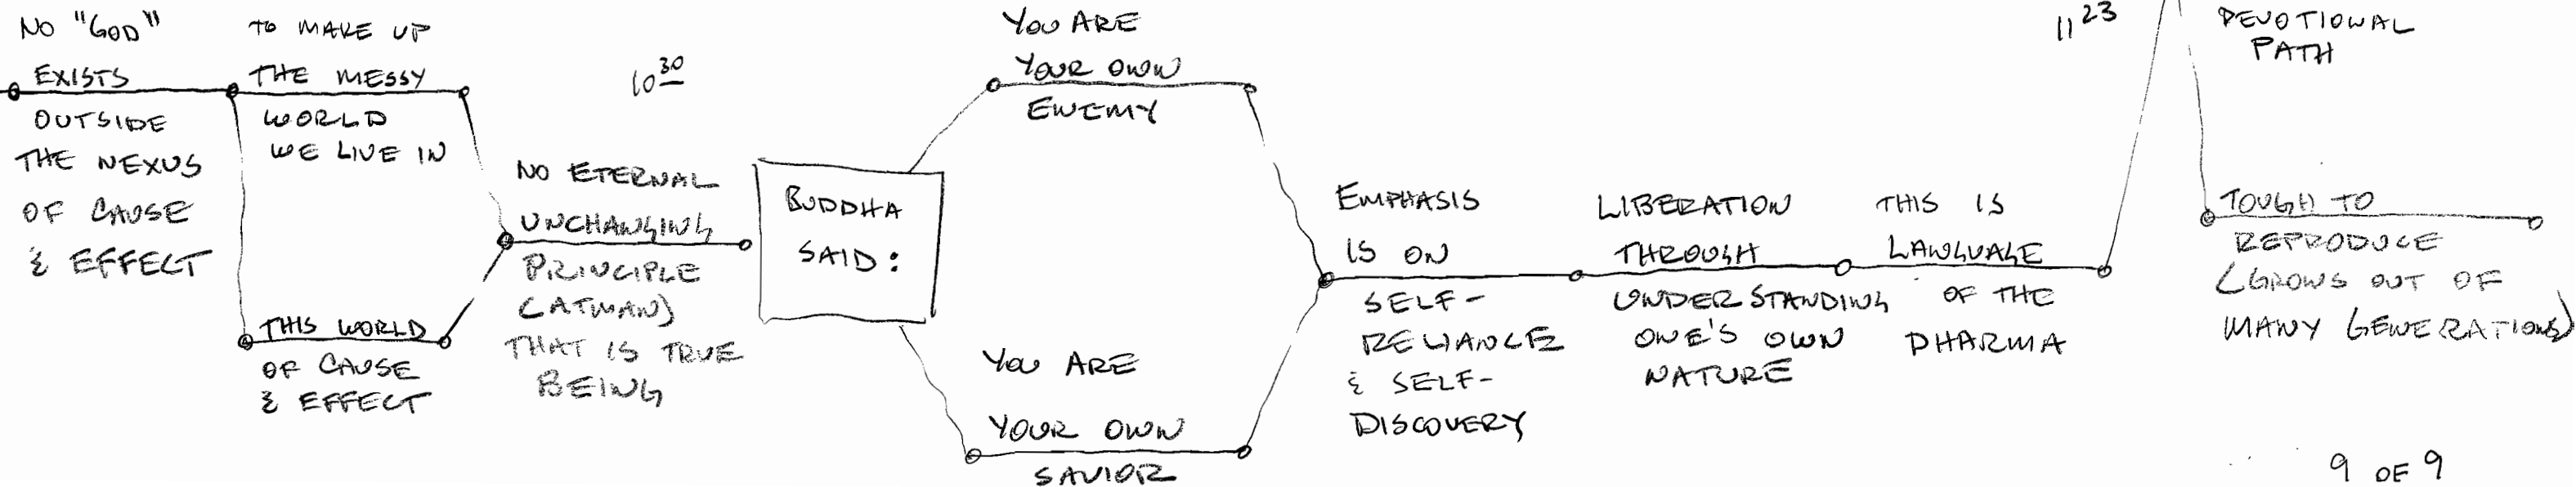 NO "GOD"
EXISTS
OUTSIDE
THE NEXUS
OF CAUSE
& EFFECT
TO MAKE UP
THE MESSY
WORLD
WE LIVE IN
THIS WORLD
OF CAUSE
& EFFECT
10 30
NO ETERNAL
UNCHANGING
PRINCIPLE
(ATMAN)
THAT IS TRUE
BEING
BUDDHA
SAID:
YOU ARE
YOUR OWN
ENEMY
YOU ARE
YOUR OWN
SAVIOR
EMPHASIS
IS ON
SELF-
RELIANCE
& SELF-
DISCOVERY
LIBERATION
THROUGH
UNDERSTANDING
ONE'S OWN
NATURE
THIS IS
LANGUAGE
OF THE
DHARMA
11 23
DEVOTIONAL
PATH
TOUGH TO
REPRODUCE
(GROWS OUT OF
MANY GENERATIONS)
9 OF 9